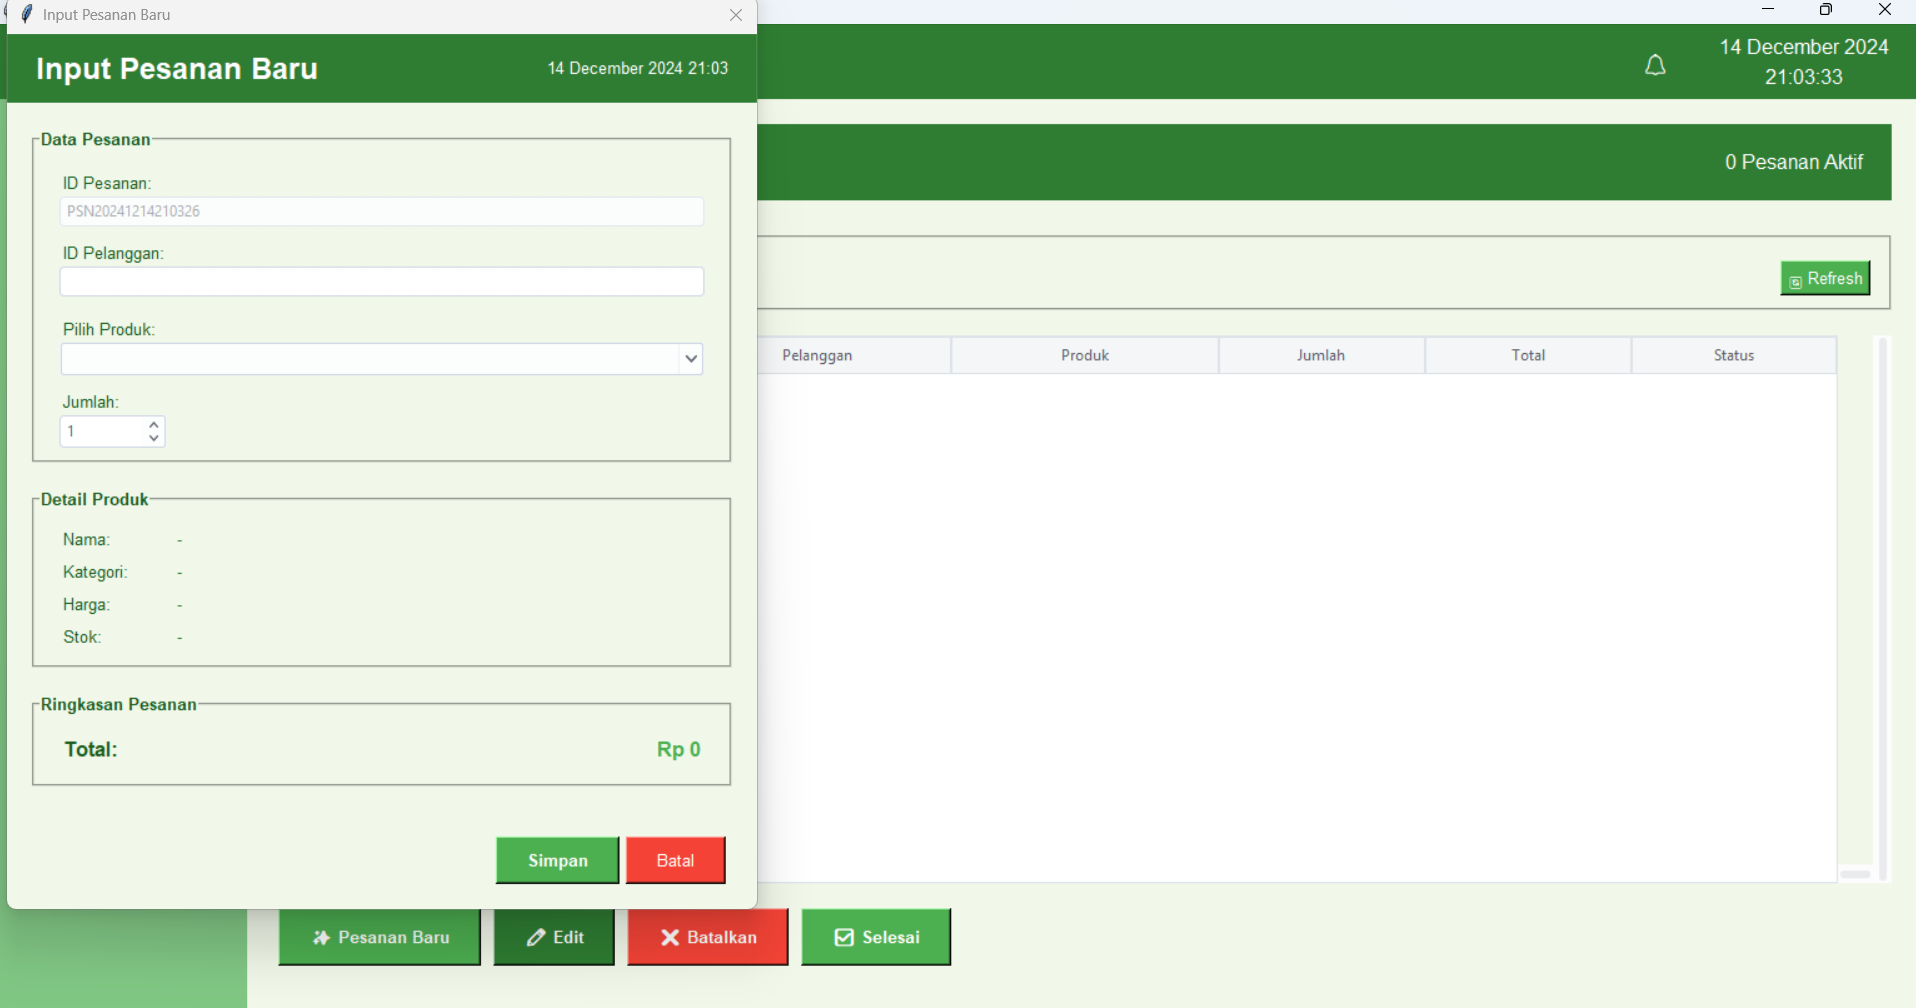 Input Pesanan Baru
Input Pesanan Baru
14 December 2024 21:03
Data Pesanan
ID Pesanan:
PSN20241214210326
ID Pelanggan:
Pilih Produk:
Jumlah:
1
Detail Produk
Nama: -
Kategori: -
Harga: -
Stok: -
Ringkasan Pesanan
Total: Rp 0
Simpan Batal
14 December 2024
21:03:33
0 Pesanan Aktif
Refresh
Pelanggan Produk Jumlah Total Status
Pesanan Baru Edit Batalkan Selesai